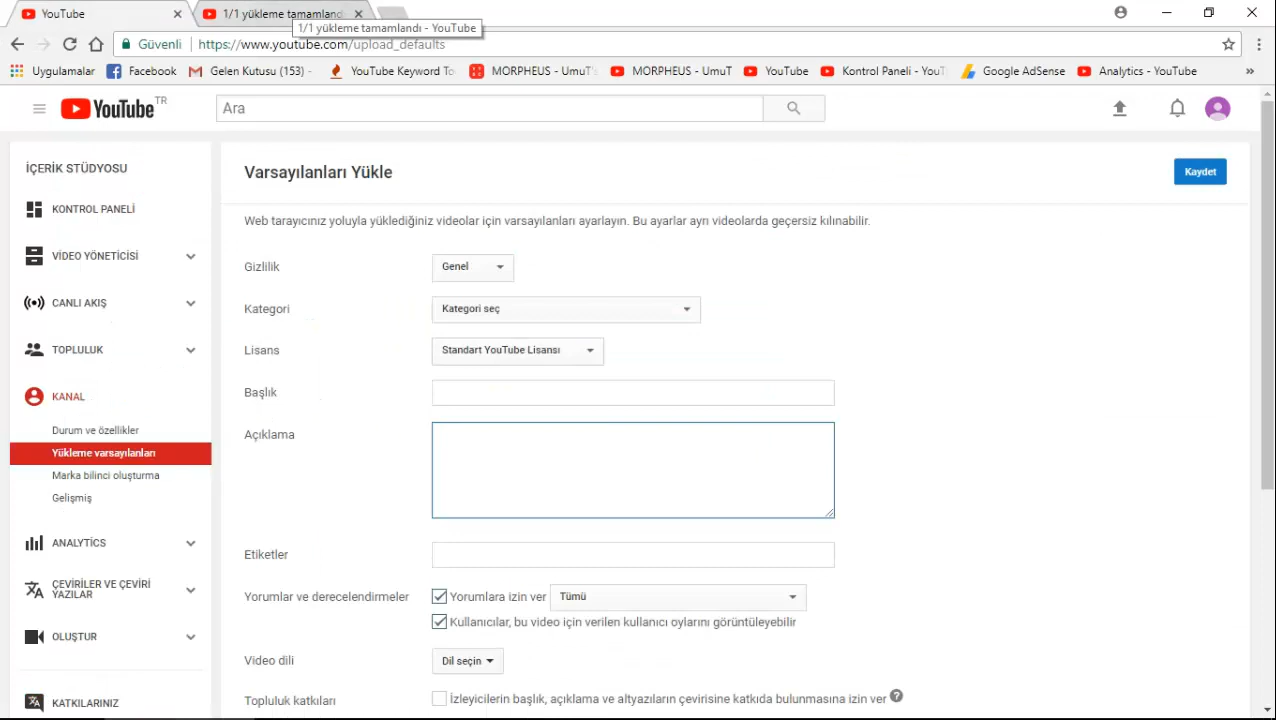 YouTube
1/1 yükleme tamamland
1/1 yükleme tamamlandı - YouTube
Güvenli
https://www.youtube.com/upload_defaults
Uygulamalar
Facebook
Gelen Kutusu (153) -
YouTube Keyword To
MORPHEUS - UmuT's
MORPHEUS - UmuT
YouTube
Kontrol Paneli - YouT
Google AdSense
Analytics - YouTube
»
YouTube TR
Ara
İÇERİK STÜDYOSU
KONTROL PANELİ
VİDEO YÖNETİCİSİ
CANLI AKIŞ
TOPLULUK
KANAL
Durum ve özellikler
Yükleme varsayılanları
Marka bilinci oluşturma
Gelişmiş
ANALYTICS
ÇEVİRİLER VE ÇEVİRİ
YAZILAR
OLUŞTUR
KATKILARINIZ
Varsayılanları Yükle
Kaydet
Web tarayıcınız yoluyla yüklediğiniz videolar için varsayılanları ayarlayın. Bu ayarlar ayrı videolarda geçersiz kılınabilir.
Gizlilik
Genel
Kategori
Kategori seç
Lisans
Standart YouTube Lisansı
Başlık
Açıklama
Etiketler
Yorumlar ve derecelendirmeler
Yorumlara izin ver
Tümü
Kullanıcılar, bu video için verilen kullanıcı oylarını görüntüleyebilir
Video dili
Dil seçin
Topluluk katkıları
İzleyicilerin başlık, açıklama ve altyazıların çevirisine katkıda bulunmasına izin ver ?